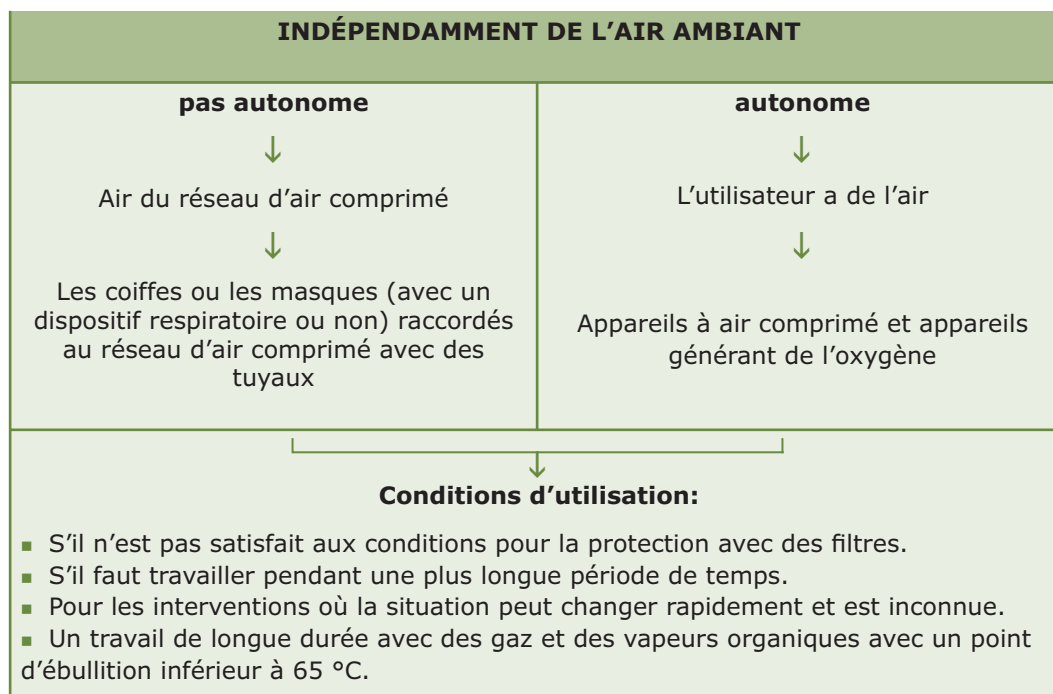 INDÉPENDAMMENT DE L’AIR AMBIANT
pas autonome
↓
Air du réseau d’air comprimé
↓
Les coiffes ou les masques (avec un
dispositif respiratoire ou non) raccordés
au réseau d’air comprimé avec des
tuyaux
autonome
↓
L’utilisateur a de l’air
↓
Appareils à air comprimé et appareils
générant de l’oxygène
↓
Conditions d’utilisation:
▪ S’il n’est pas satisfait aux conditions pour la protection avec des filtres.
▪ S’il faut travailler pendant une plus longue période de temps.
▪ Pour les interventions où la situation peut changer rapidement et est inconnue.
▪ Un travail de longue durée avec des gaz et des vapeurs organiques avec un point
d’ébullition inférieur à 65 °C.